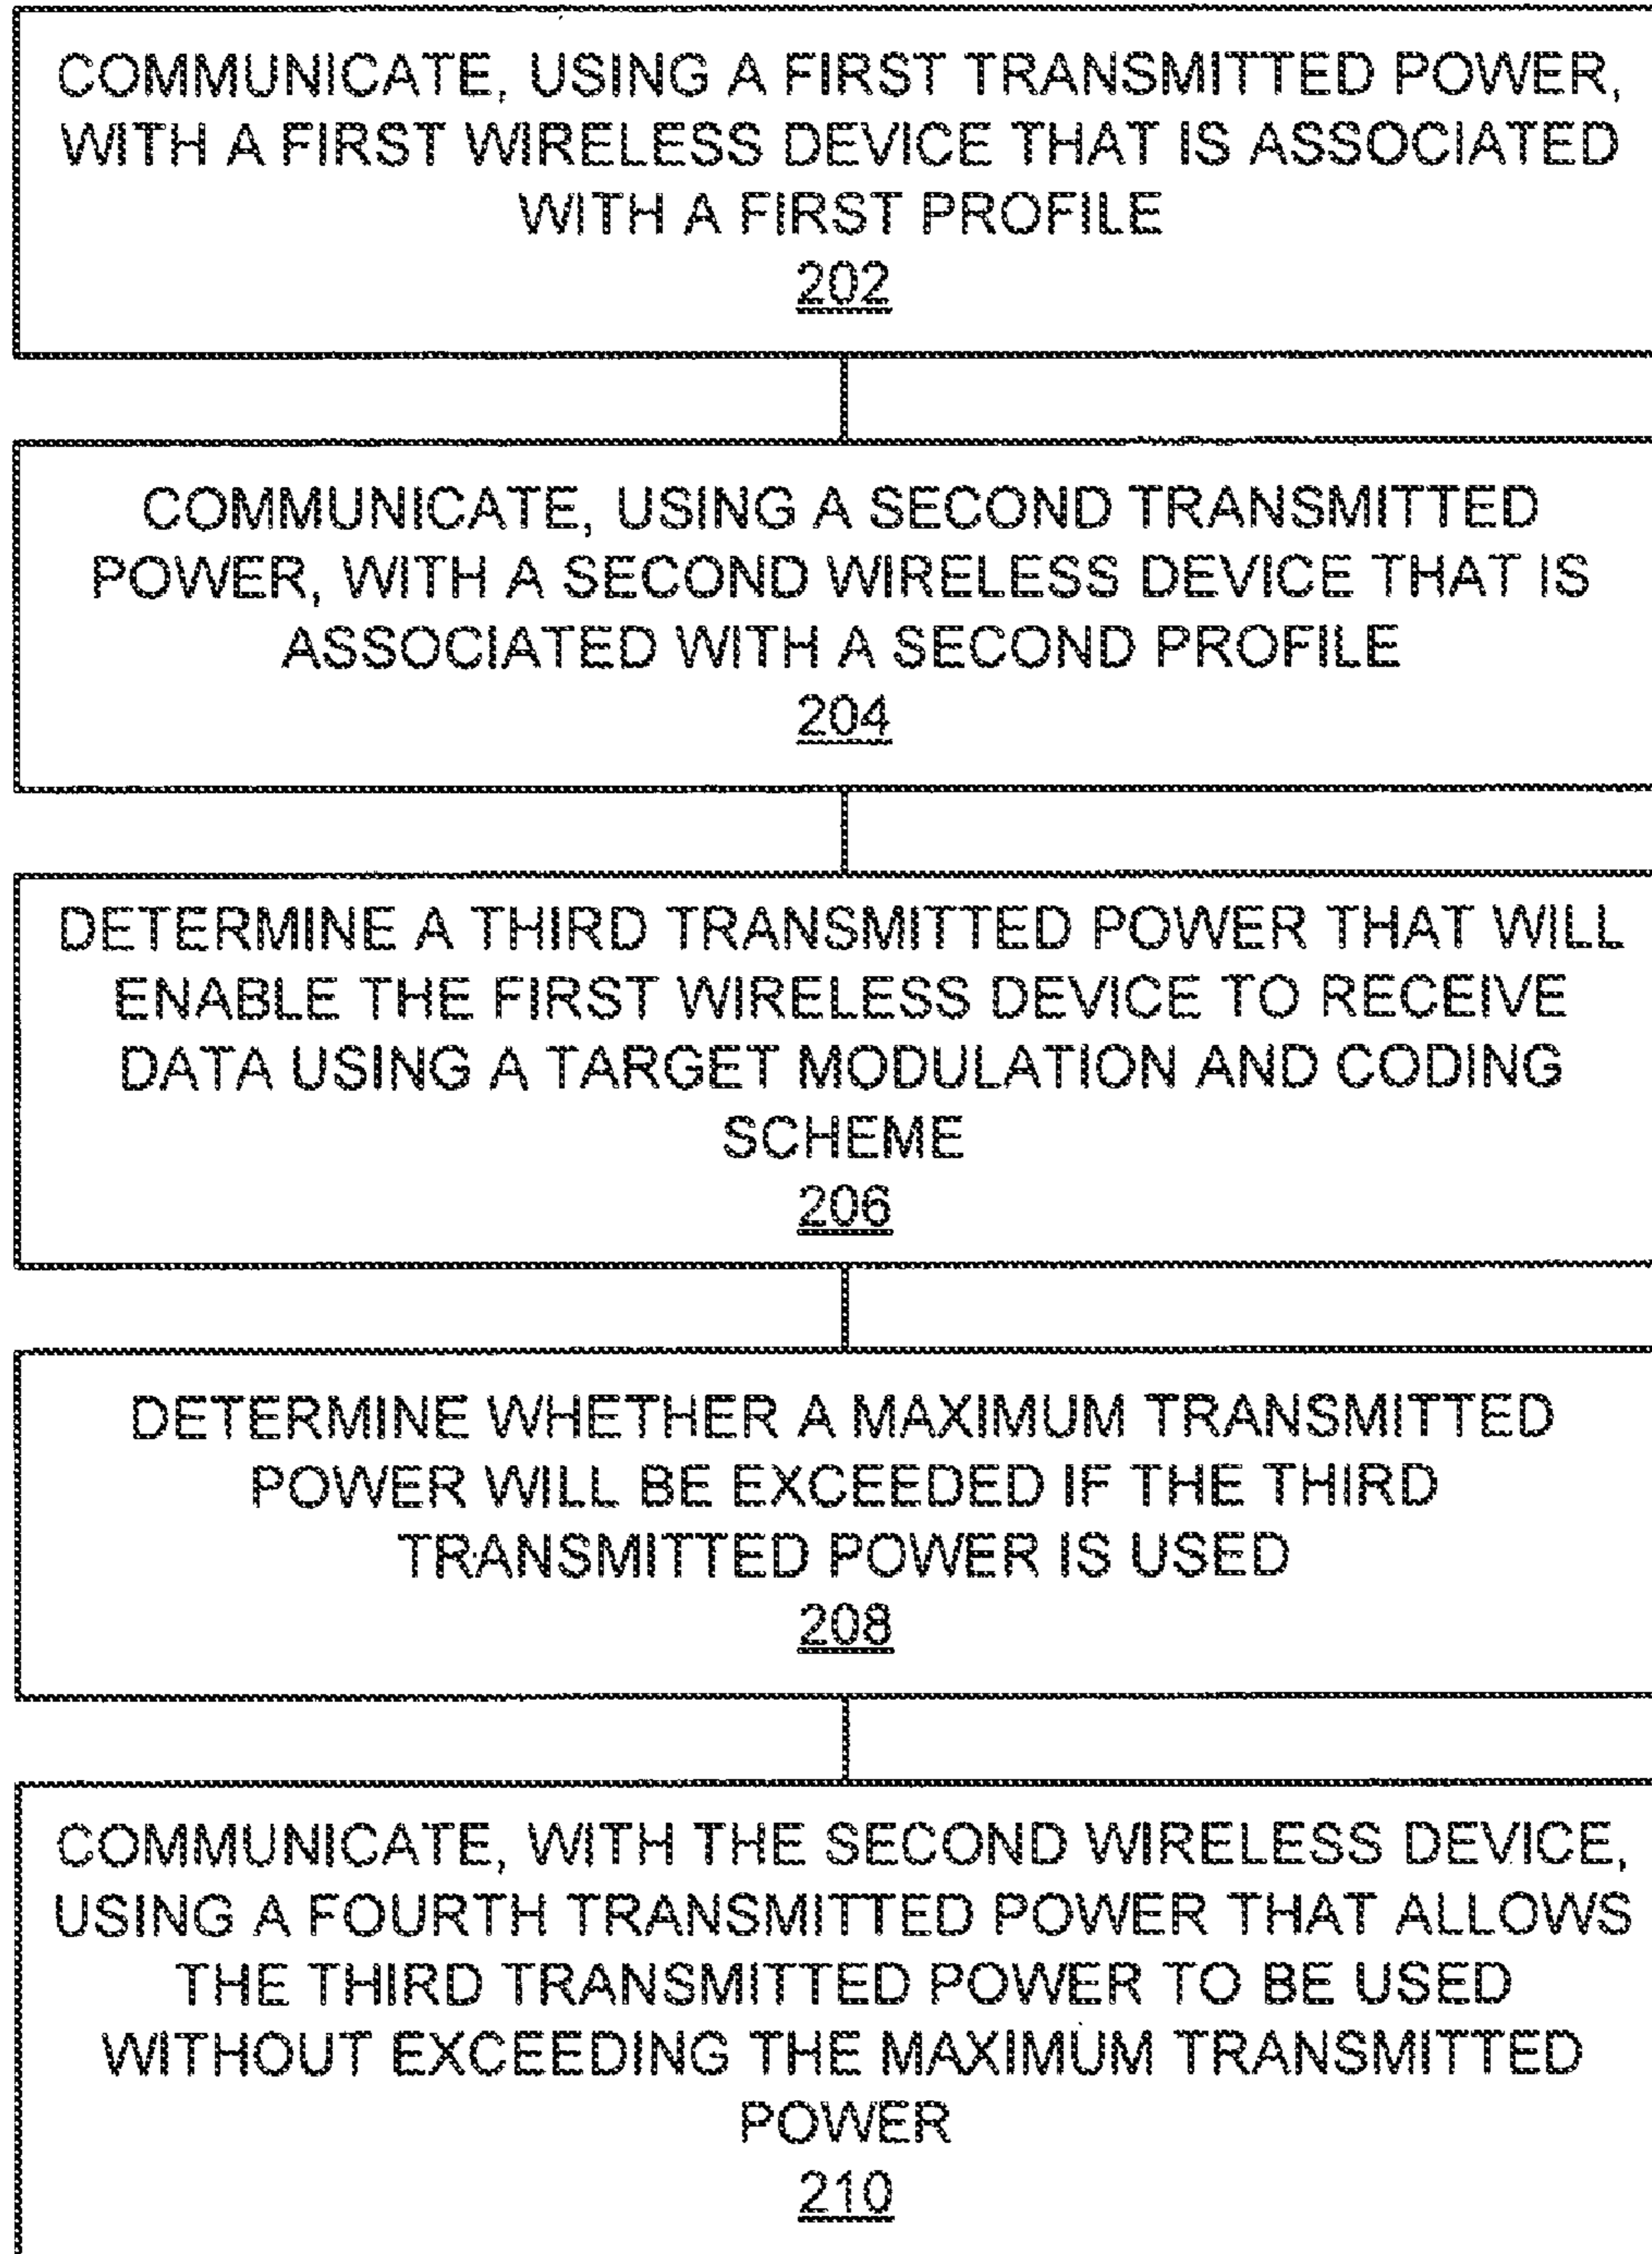 COMMUNICATE, USING A FIRST TRANSMITTED POWER,
WITH A FIRST WIRELESS DEVICE THAT IS ASSOCIATED
WITH A FIRST PROFILE
202
COMMUNICATE, USING A SECOND TRANSMITTED
POWER, WITH A SECOND WIRELESS DEVICE THAT IS
ASSOCIATED WITH A SECOND PROFILE
204
DETERMINE A THIRD TRANSMITTED POWER THAT WILL
ENABLE THE FIRST WIRELESS DEVICE TO RECEIVE
DATA USING A TARGET MODULATION AND CODING
SCHEME
206
DETERMINE WHETHER A MAXIMUM TRANSMITTED
POWER WILL BE EXCEEDED IF THE THIRD
TRANSMITTED POWER IS USED
208
COMMUNICATE, WITH THE SECOND WIRELESS DEVICE,
USING A FOURTH TRANSMITTED POWER THAT ALLOWS
THE THIRD TRANSMITTED POWER TO BE USED
WITHOUT EXCEEDING THE MAXIMUM TRANSMITTED
POWER
210